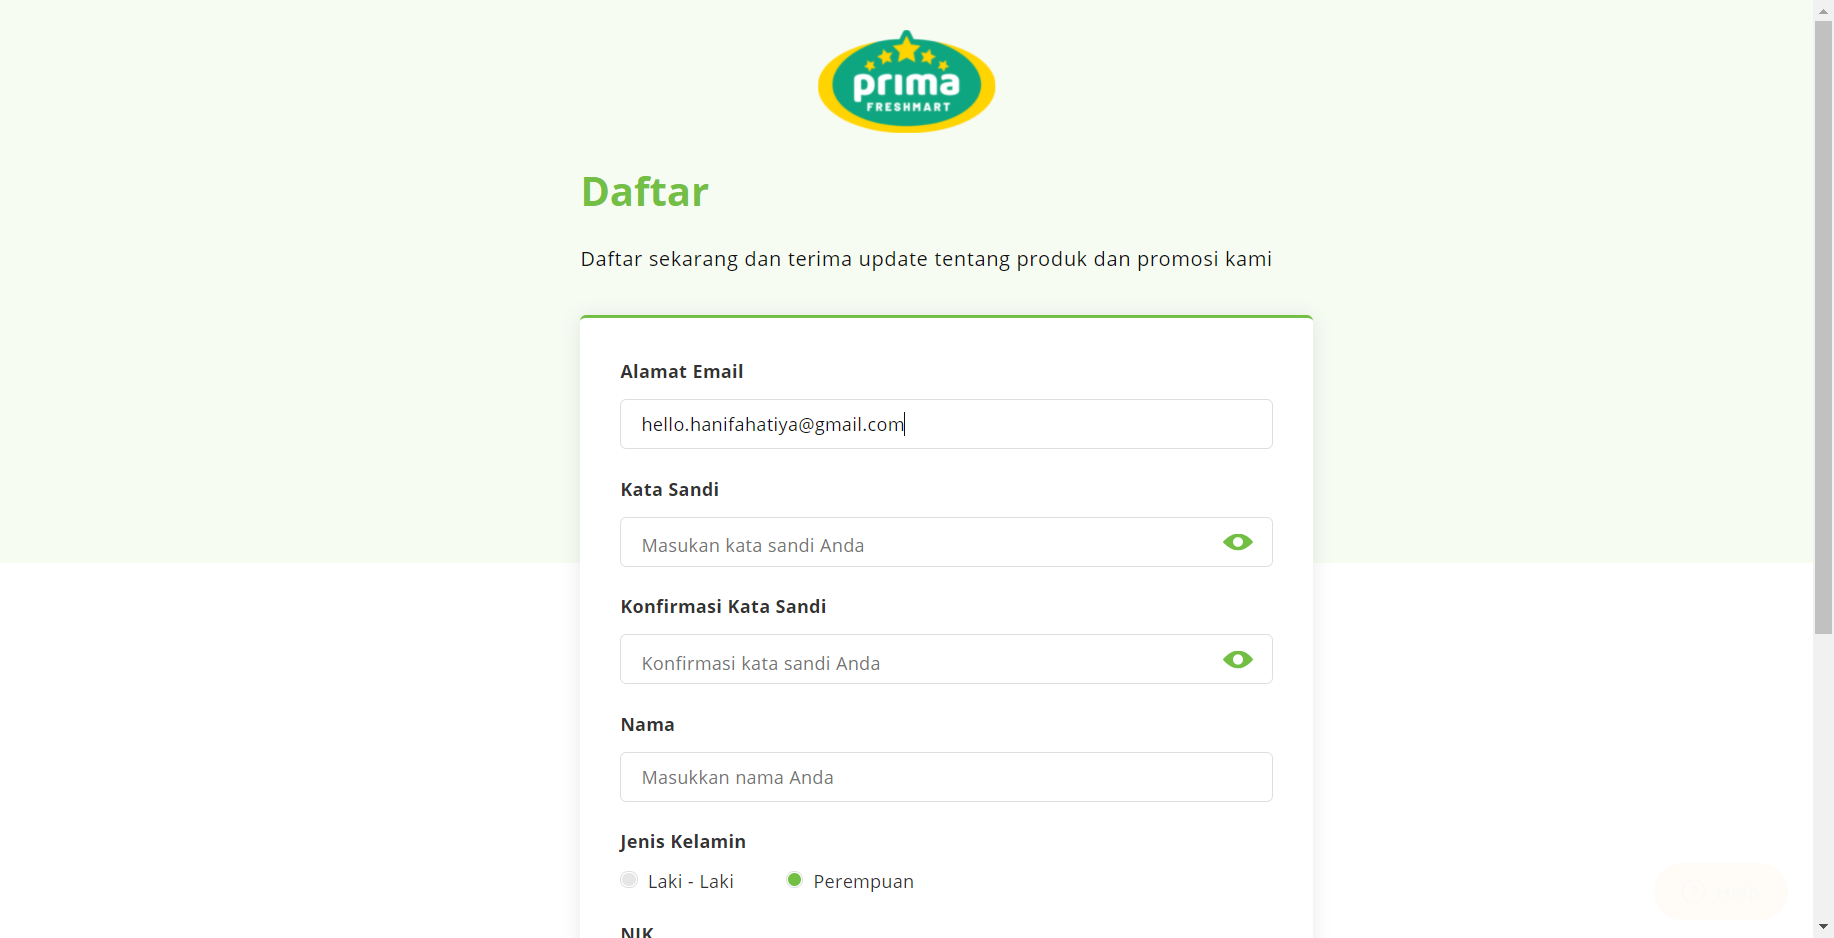 prima
FRESHMART
Daftar
Daftar sekarang dan terima update tentang produk dan promosi kami
Alamat Email
hello.hanifahatiya@gmail.com
Kata Sandi
Masukan kata sandi Anda
Konfirmasi Kata Sandi
Konfirmasi kata sandi Anda
Nama
Masukkan nama Anda
Jenis Kelamin
Laki - Laki Perempuan
NIK